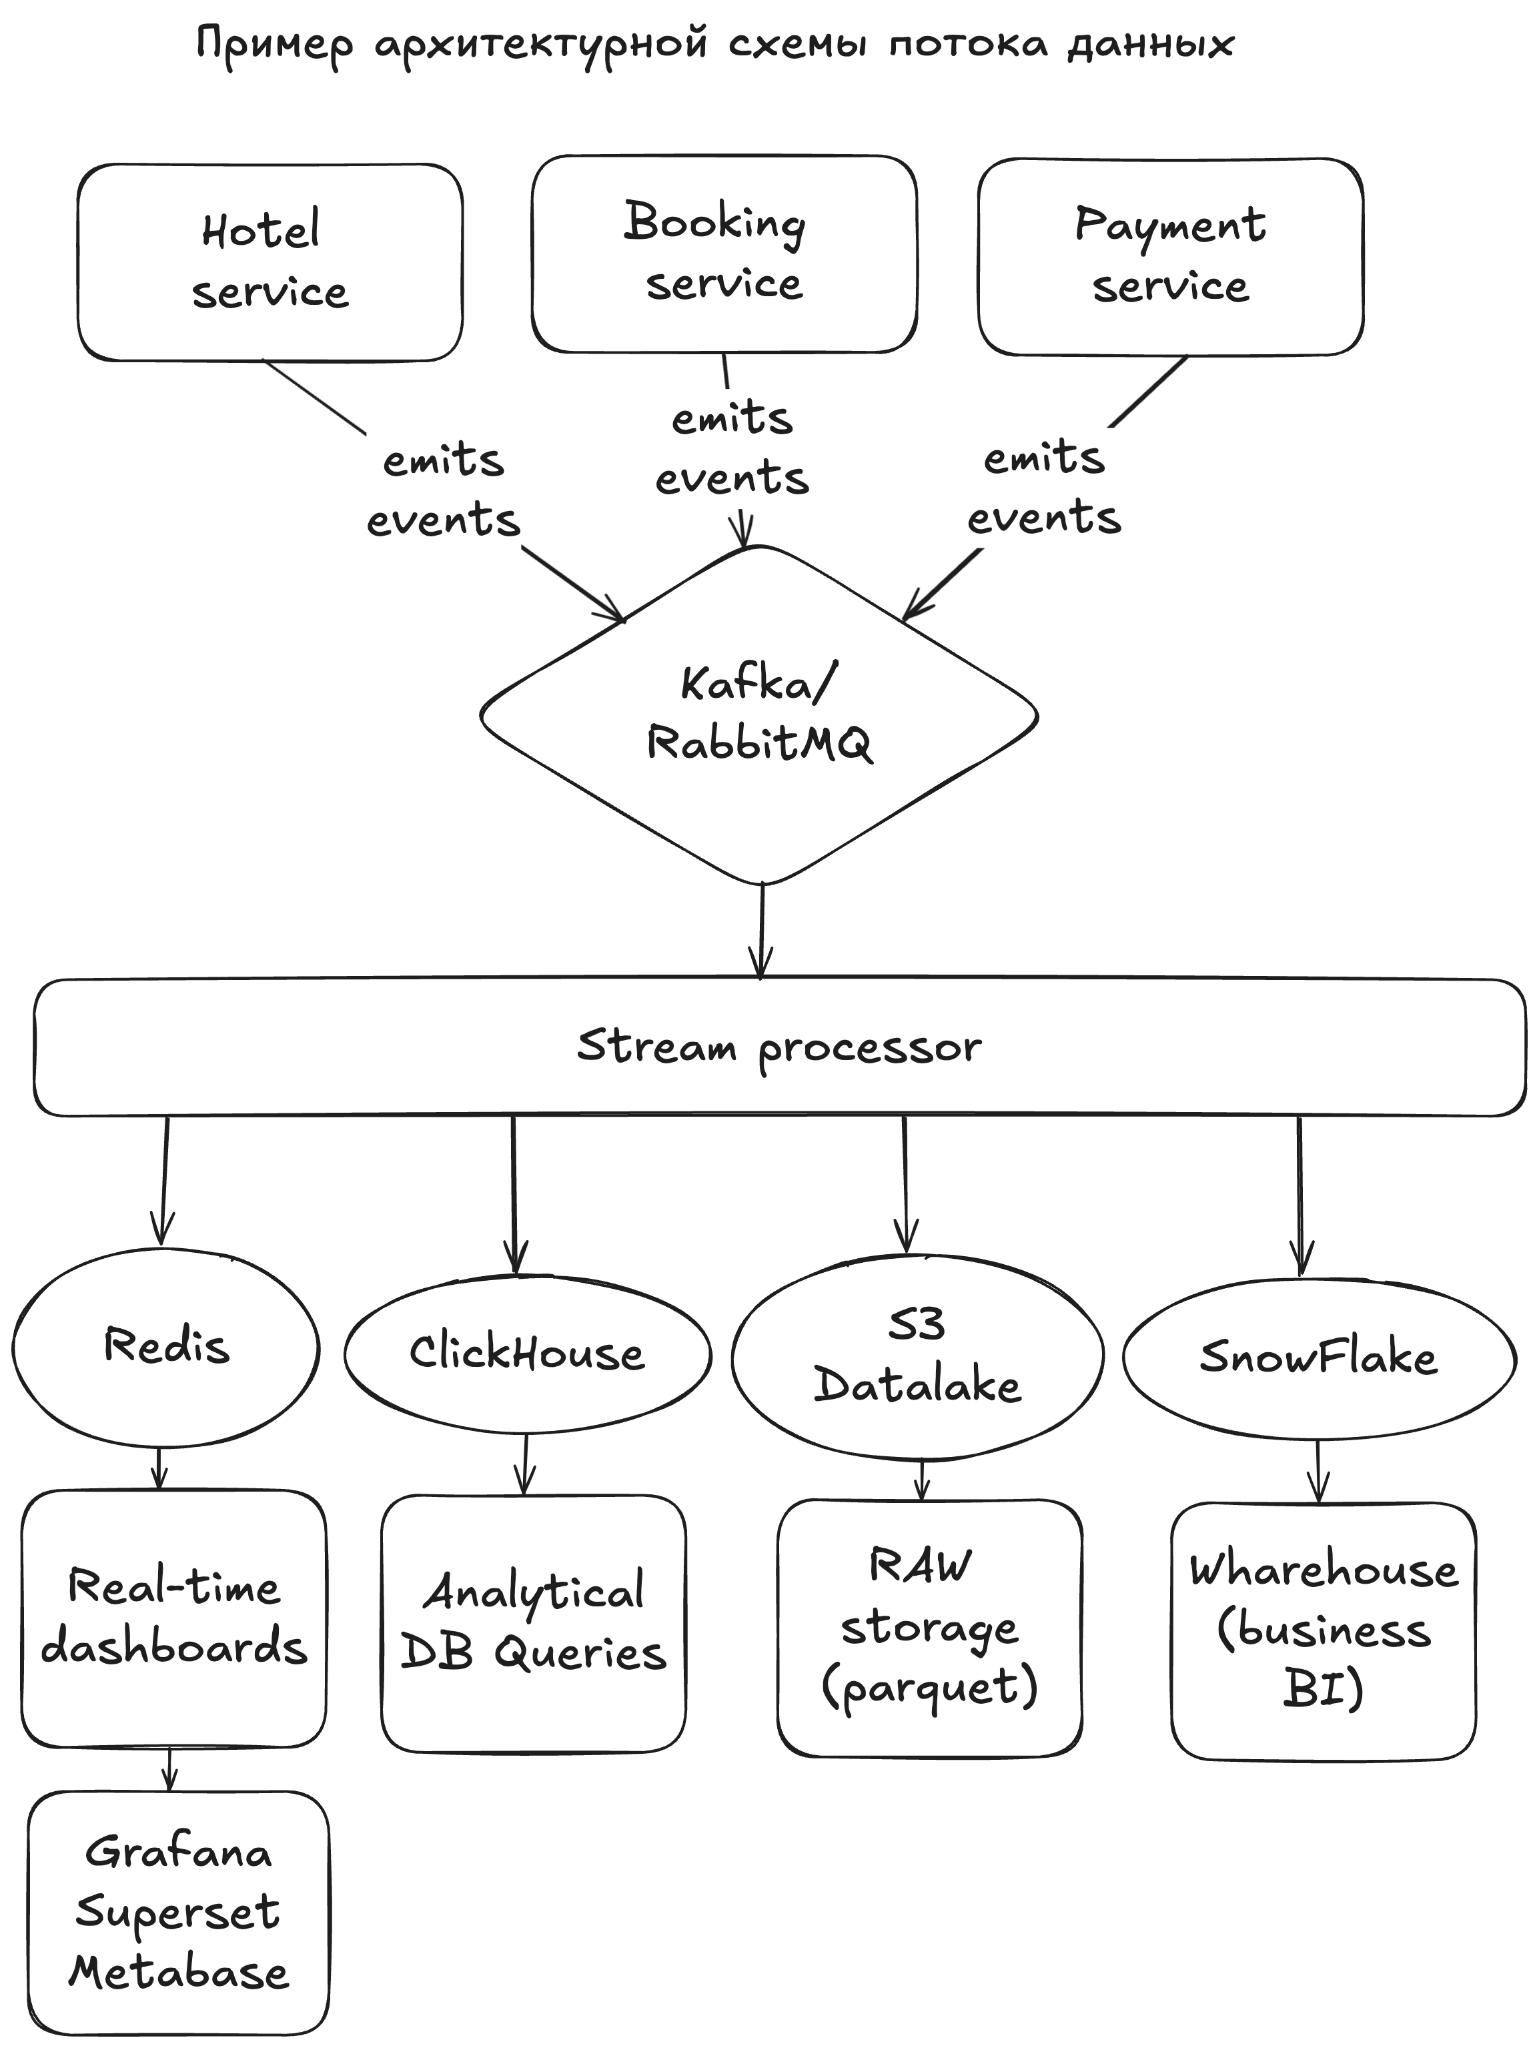 Пример архитектурной схемы потока данных
Hotel
service
Booking
service
Payment
service
emits
events
emits
events
emits
events
Kafka/
RabbitMQ
Stream processor
Redis
ClickHouse
S3
Datalake
SnowFlake
Real-time
dashboards
Analytical
DB Queries
RAW
storage
(parquet)
Wharehouse
(business
BI)
Grafana
Superset
Metabase